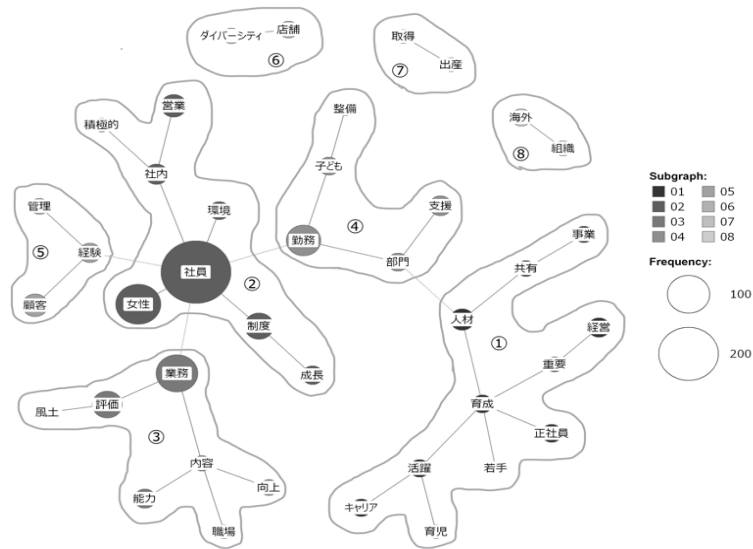 ダイバーシティ
店舗
⑥
取得
出産
⑦
海外
組織
⑧
営業
積極的
社内
環境
社員
女性
②
制度
成長
整備
子ども
勤務
④
支援
部門
管理
経験
⑤
顧客
事業
共有
人材
①
経営
重要
育成
正社員
若手
活躍
キャリア
育児
業務
評価
風土
③
内容
向上
能力
職場
Subgraph:
01 05
02 06
03 07
04 08
Frequency:
100
200